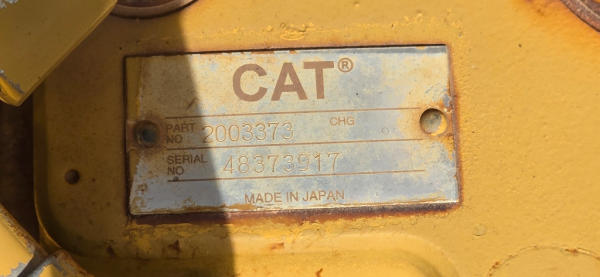 CAT®
PART NO 2003373 CHG
SERIAL NO 48373917
MADE IN JAPAN